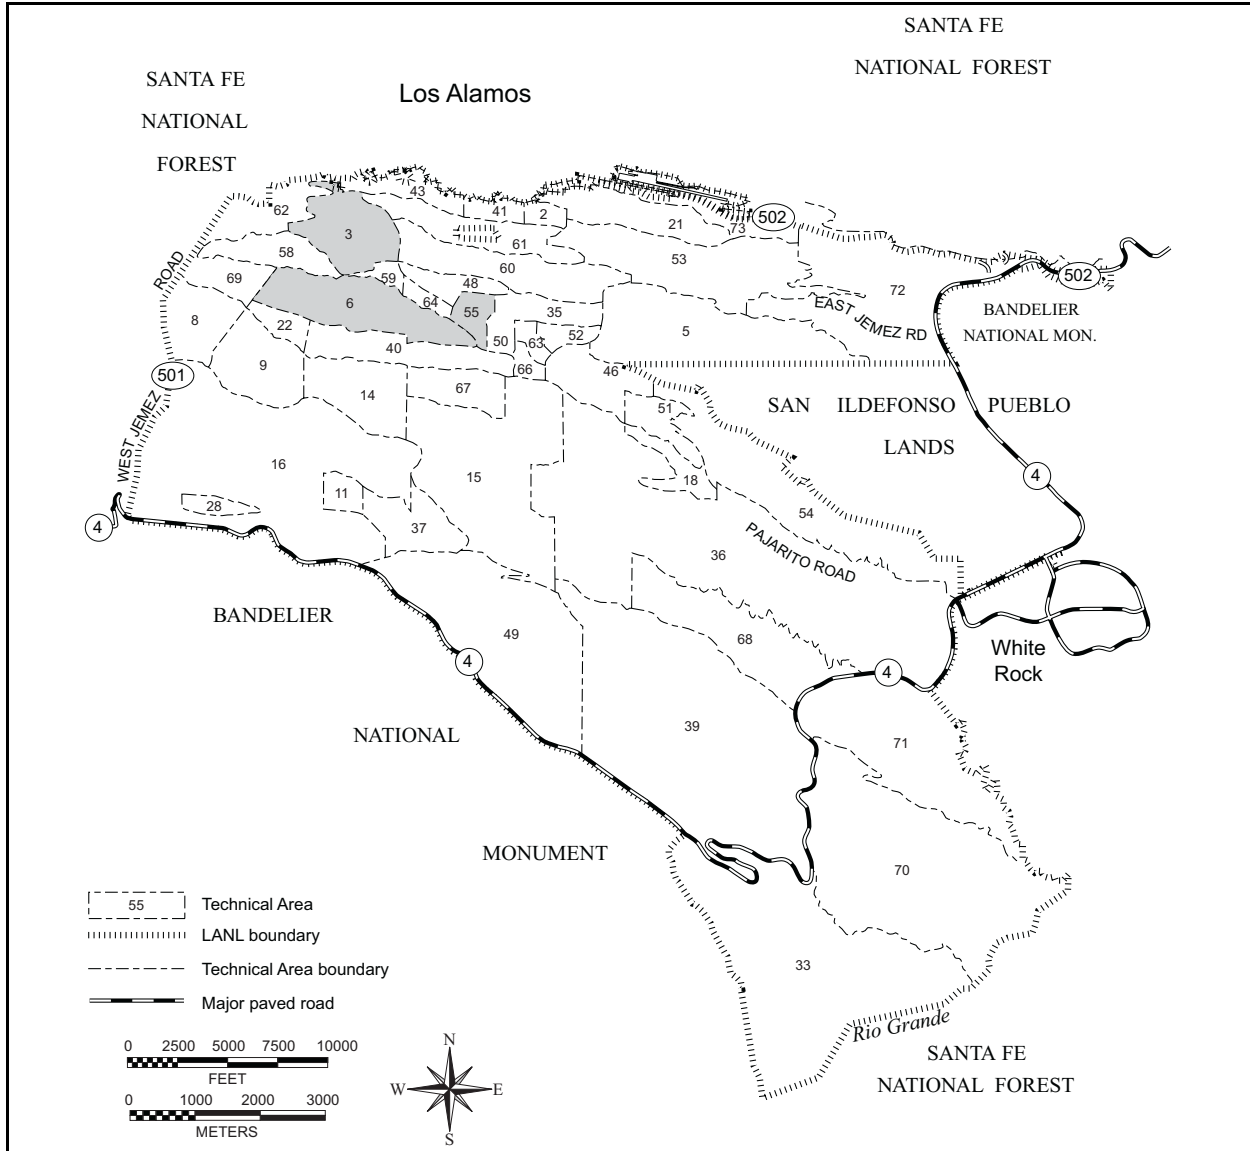 SANTA FE
NATIONAL FOREST
SANTA FE
NATIONAL
FOREST
Los Alamos
43
62
41
2
21
73
502
3
61
58
60
53
502
ROAD
69
59
48
72
6
64
55
35
EAST JEMEZ RD
BANDELIER
NATIONAL MON.
8
22
40
50
63
52
5
501
9
66
46
14
67
WEST JEMEZ
51
SAN ILDEFONSO PUEBLO
LANDS
16
15
4
11
18
28
54
4
37
36
PAJARITO ROAD
BANDELIER
49
68
White
Rock
4
4
NATIONAL
39
71
MONUMENT
70
55 Technical Area
LANL boundary
Technical Area boundary
Major paved road
33
0 2500 5000 7500 10000
FEET
0 1000 2000 3000
METERS
N
W E
S
Rio Grande
SANTA FE
NATIONAL FOREST